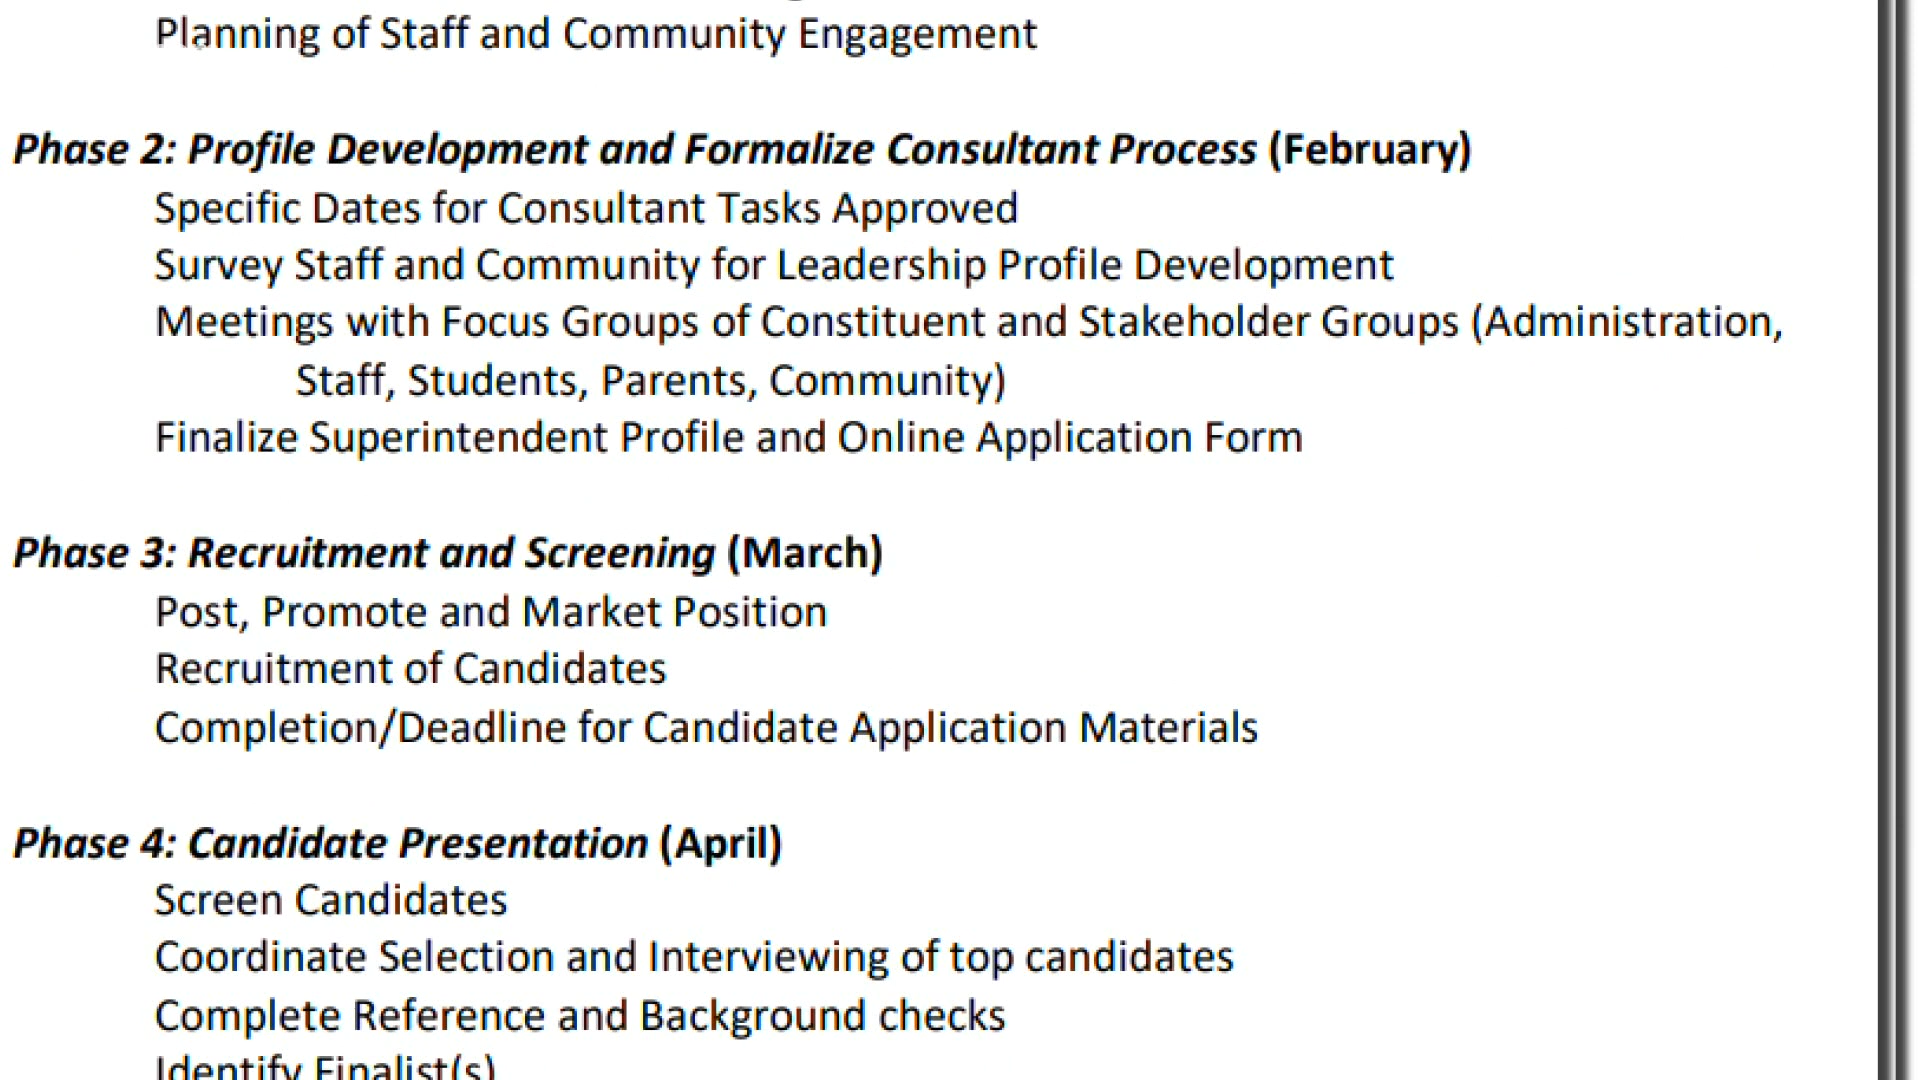 Planning of Staff and Community Engagement
Phase 2: Profile Development and Formalize Consultant Process (February)
Specific Dates for Consultant Tasks Approved
Survey Staff and Community for Leadership Profile Development
Meetings with Focus Groups of Constituent and Stakeholder Groups (Administration,
Staff, Students, Parents, Community)
Finalize Superintendent Profile and Online Application Form
Phase 3: Recruitment and Screening (March)
Post, Promote and Market Position
Recruitment of Candidates
Completion/Deadline for Candidate Application Materials
Phase 4: Candidate Presentation (April)
Screen Candidates
Coordinate Selection and Interviewing of top candidates
Complete Reference and Background checks
Identify Finalist(s)